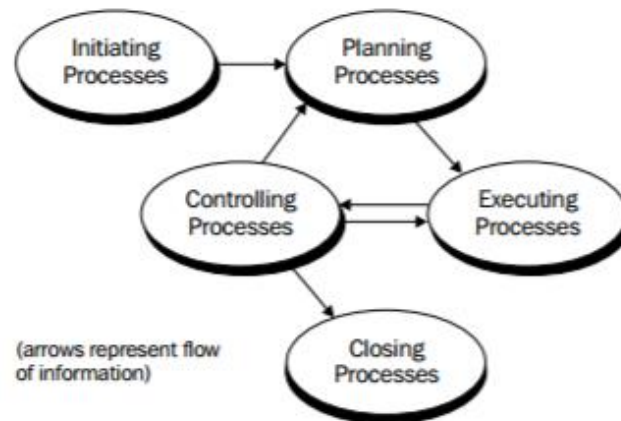 Initiating
Processes
Planning
Processes
Controlling
Processes
Executing
Processes
(arrows represent flow
of information)
Closing
Processes